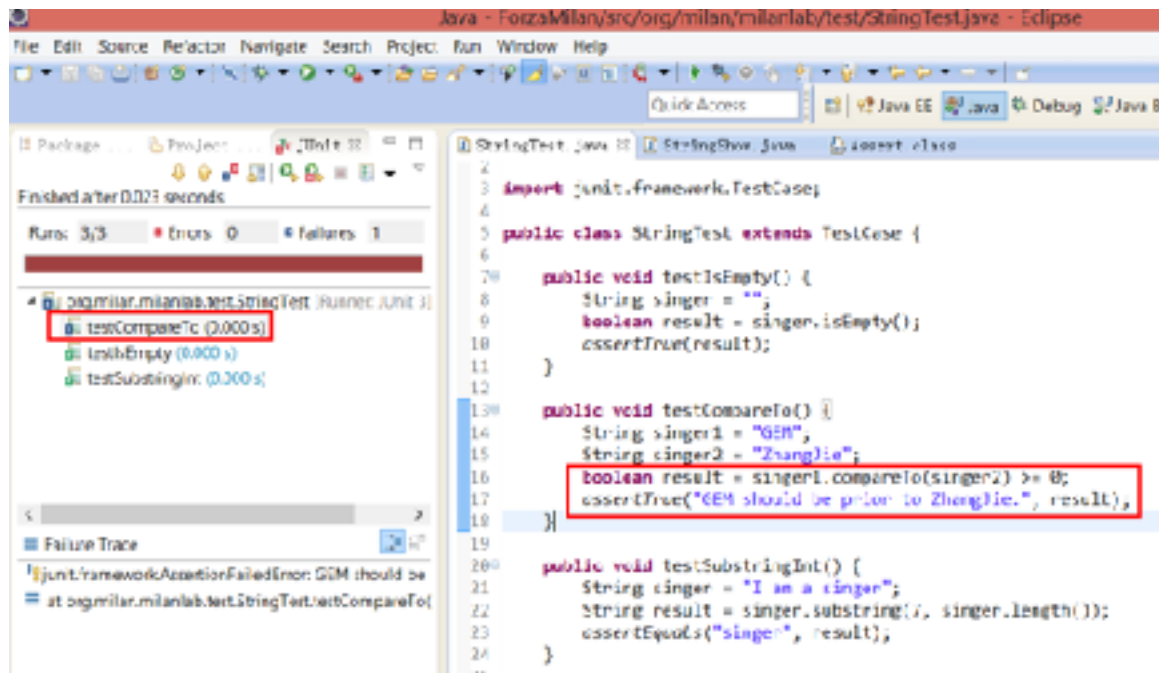 Java - ForzaMilan/src/org/milan/milanlab/test/StringTest.java - Eclipse
File Edit Source Refactor Navigate Search Project Run Window Help
Quick Access
Java EE Java Debug Java
Package ... Project ... JUnit
Finished after 0.023 seconds
Runs: 3/3 Errors: 0 Failures: 1
org.milan.milanlab.test.StringTest [Runner: JUnit 3]
testCompareTo (0.000 s)
testIsEmpty (0.000 s)
testSubstringInt (0.000 s)
Failure Trace
junit.framework.AssertionFailedError: GEM should be
at org.milan.milanlab.test.StringTest.testCompareTo(
StringTest.java StringShow.java Assert.class
2
3 import junit.framework.TestCase;
4
5 public class StringTest extends TestCase {
6
7 public void testIsEmpty() {
8 String singer = "";
9 boolean result = singer.isEmpty();
10 assertTrue(result);
11 }
12
13 public void testCompareTo() {
14 String singer1 = "GEM";
15 String singer2 = "ZhangJie";
16 boolean result = singer1.compareTo(singer2) >= 0;
17 assertTrue("GEM should be prior to ZhangJie.", result);
18 }
19
20 public void testSubstringInt() {
21 String singer = "I am a singer";
22 String result = singer.substring(7, singer.length());
23 assertEquals("singer", result);
24 }